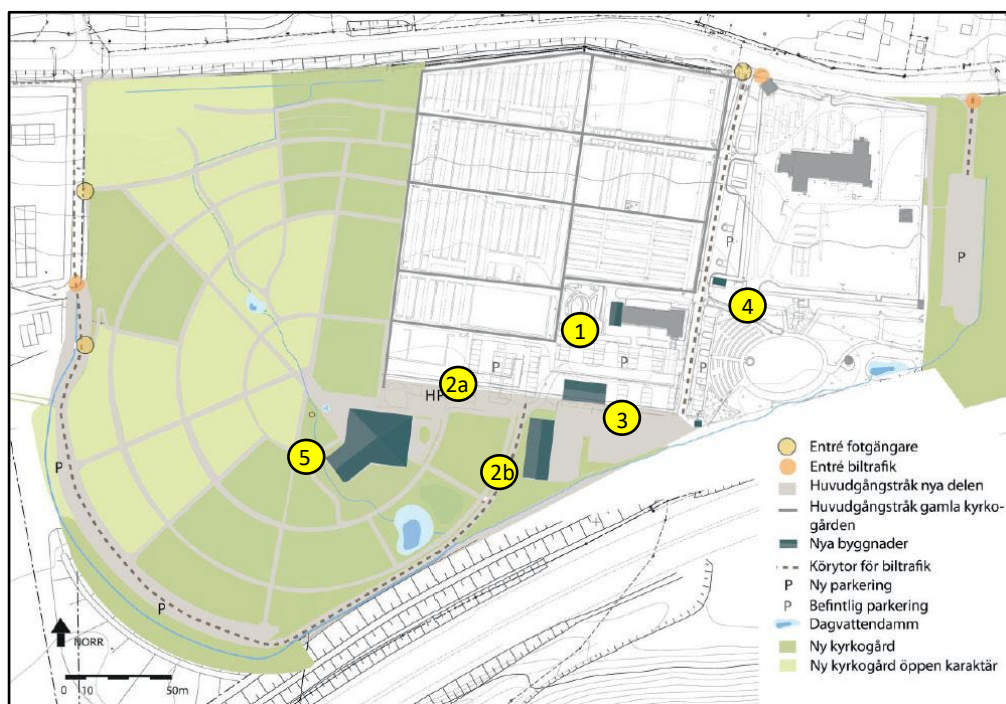 P
4
P
1
P
P
P
2a
HP
3
5
2b
P
P
NORR
0 10 50m
Entré fotgängare
Entré biltrafik
Huvudgångstråk nya delen
Huvudgångstråk gamla kyrko-
gården
Nya byggnader
Körytor för biltrafik
P Ny parkering
P Befintlig parkering
Dagvattendamm
Ny kyrkogård
Ny kyrkogård öppen karaktär